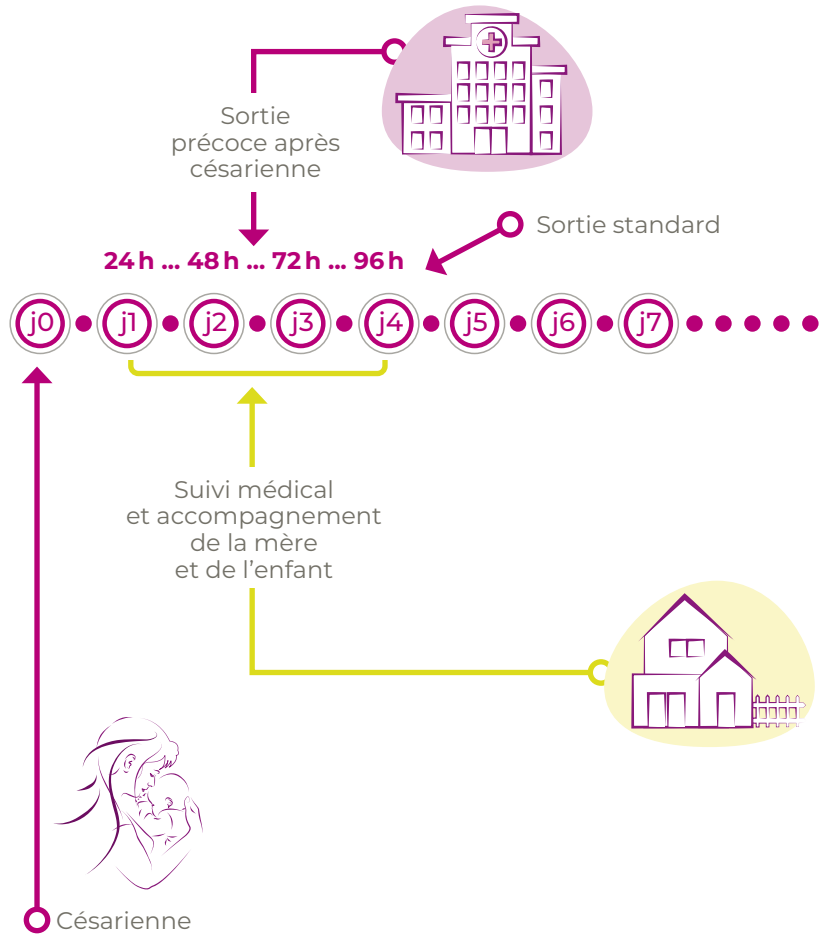 Sortie
précoce après
césarienne
Sortie standard
24 h ... 48 h ... 72 h ... 96 h
j0 j1 j2 j3 j4 j5 j6 j7
Suivi médical
et accompagnement
de la mère
et de l'enfant
Césarienne